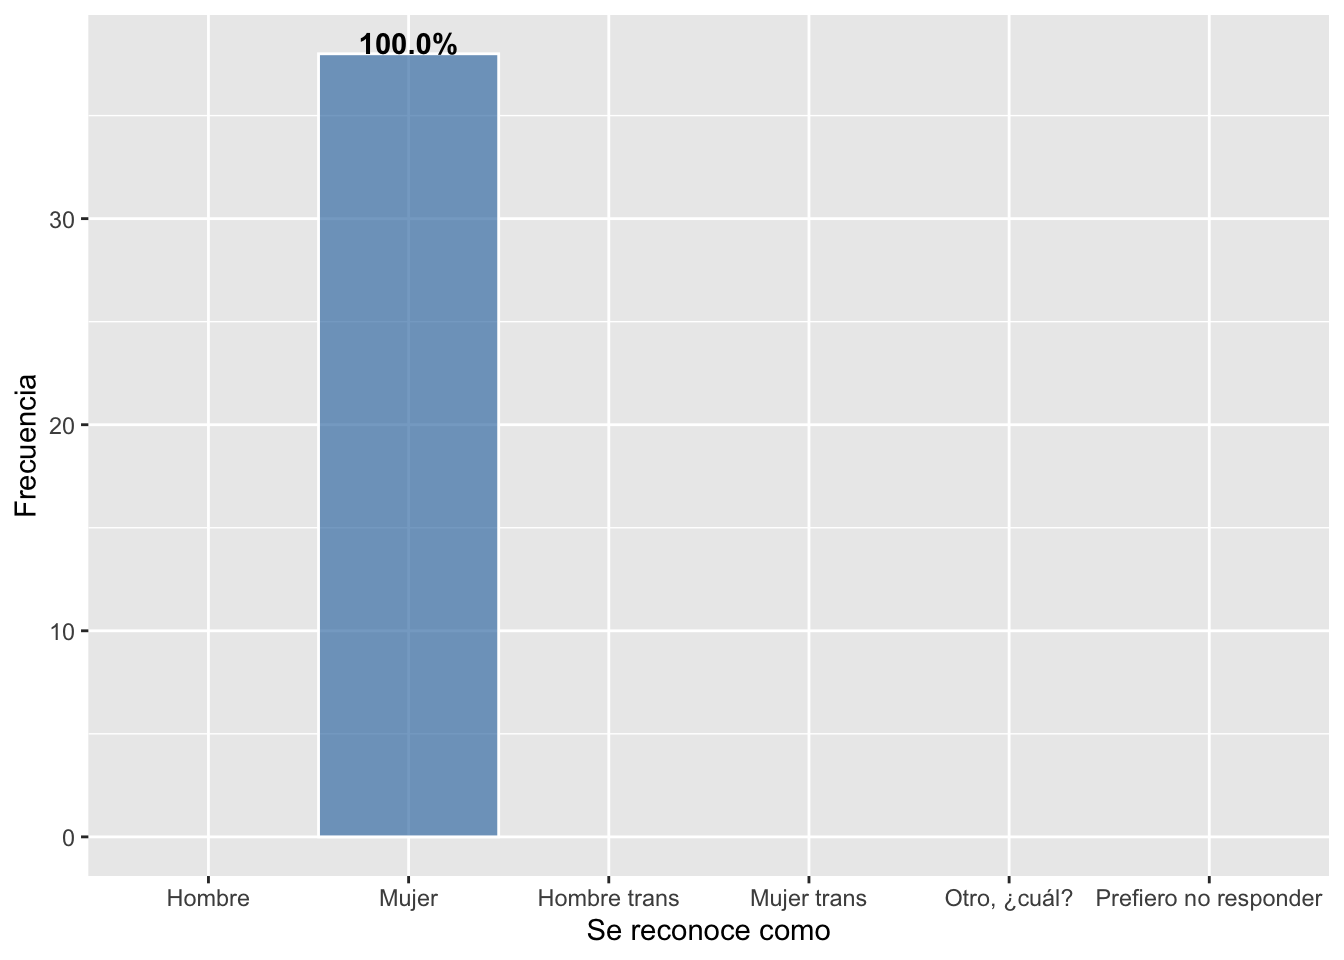 100.0%
30
20
10
0
Frecuencia
Hombre Mujer Hombre trans Mujer trans Otro, ¿cuál? Prefiero no responder
Se reconoce como